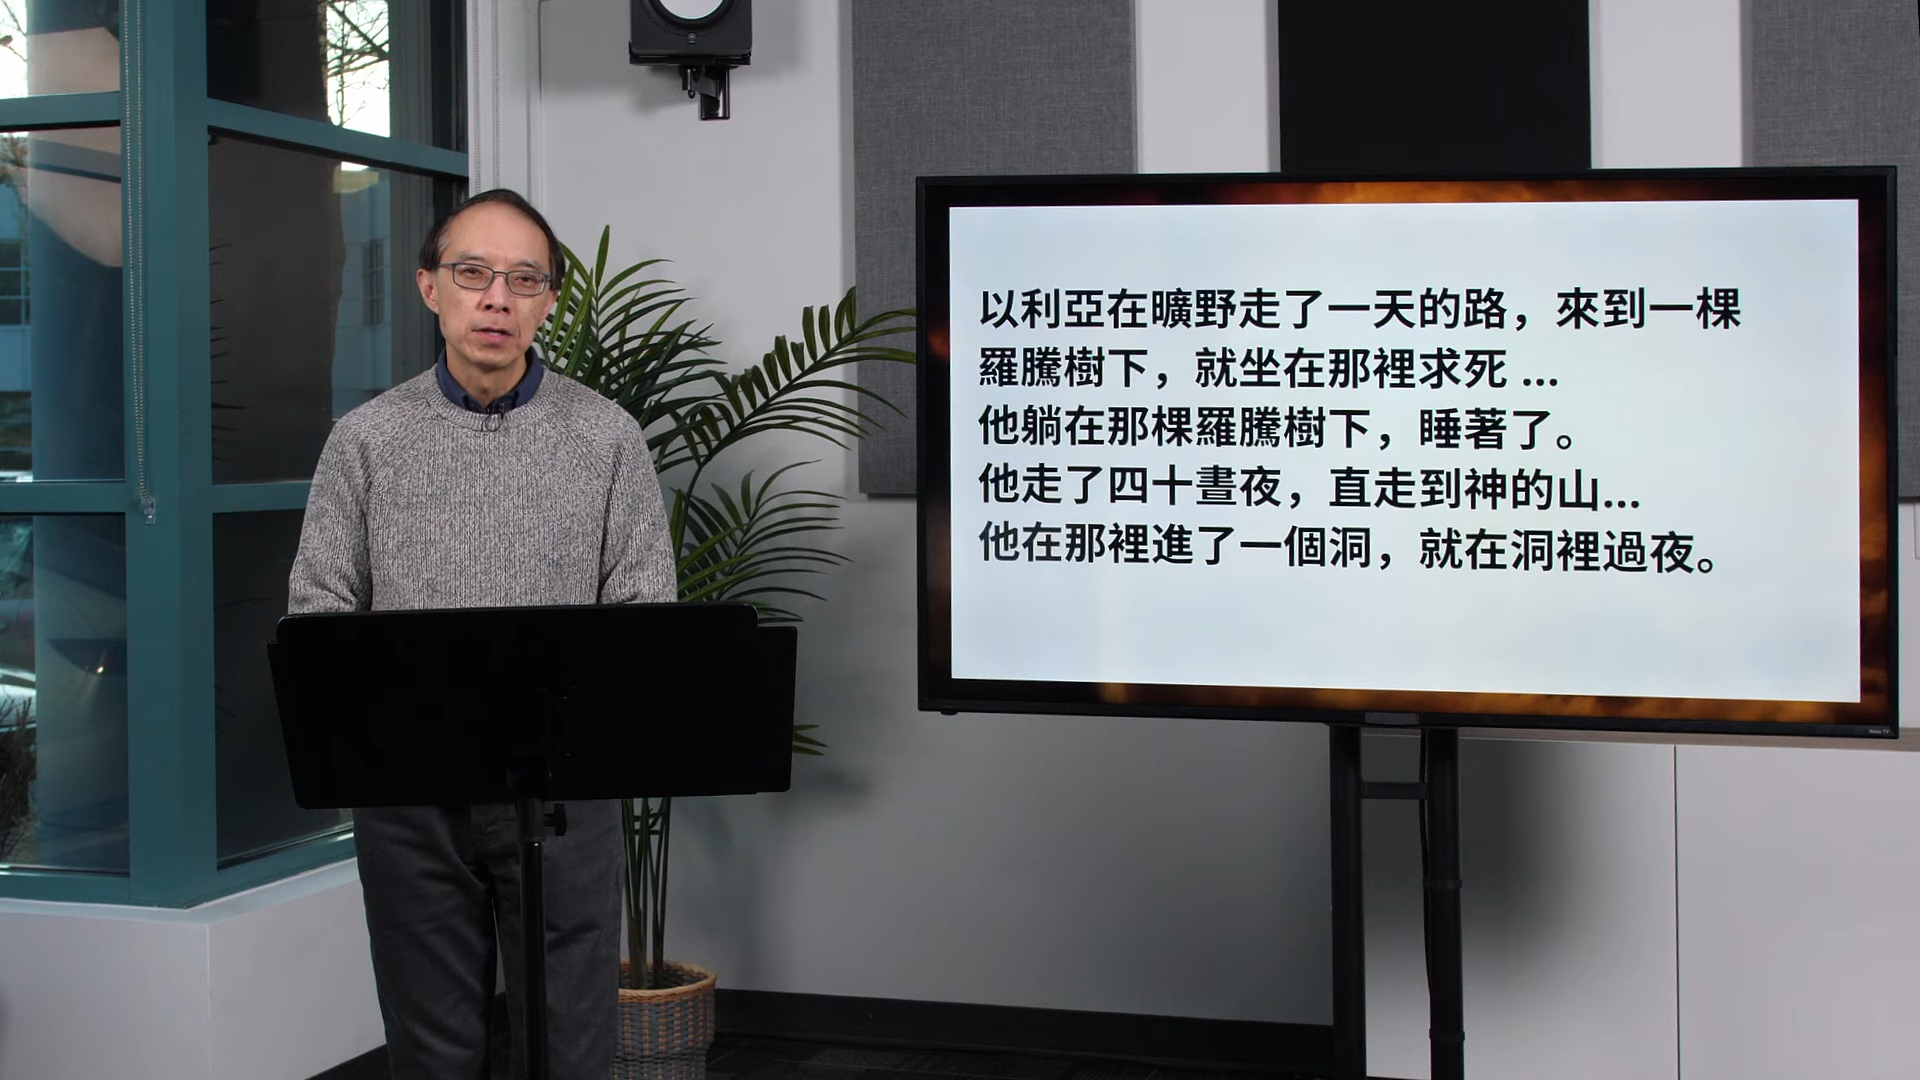 以利亞在曠野走了一天的路，來到一棵
羅騰樹下，就坐在那裡求死 ...
他躺在那棵羅騰樹下，睡著了。
他走了四十晝夜，直走到神的山...
他在那裡進了一個洞，就在洞裡過夜。